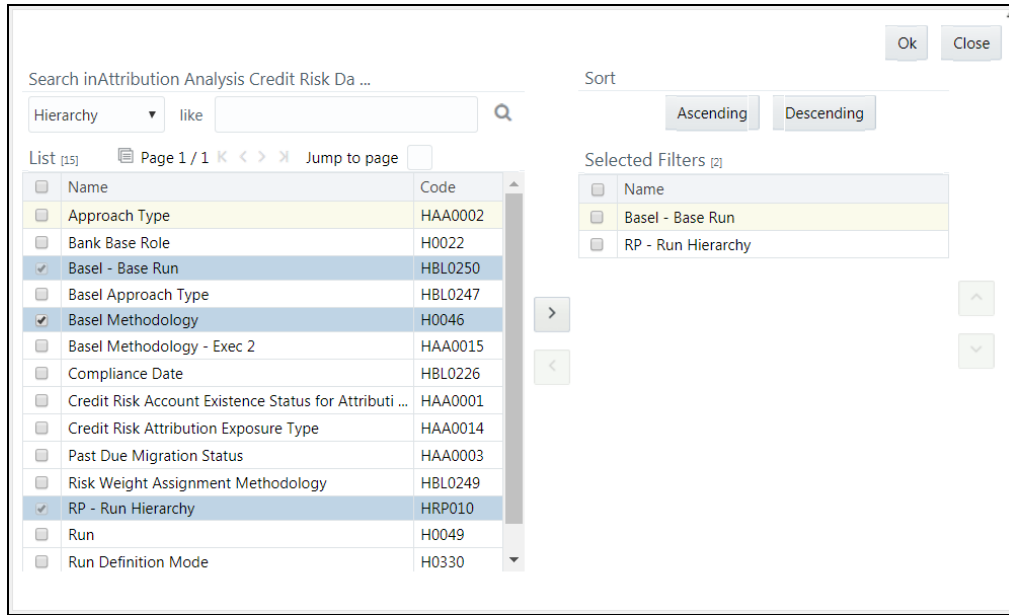 Ok Close
Search inAttribution Analysis Credit Risk Da ...
Hierarchy like
List [15] Page 1 / 1 Jump to page
Name Code
Approach Type HAA0002
Bank Base Role H0022
Basel - Base Run HBL0250
Basel Approach Type HBL0247
Basel Methodology H0046
Basel Methodology - Exec 2 HAA0015
Compliance Date HBL0226
Credit Risk Account Existence Status for Attributi ... HAA0001
Credit Risk Attribution Exposure Type HAA0014
Past Due Migration Status HAA0003
Risk Weight Assignment Methodology HBL0249
RP - Run Hierarchy HRP010
Run H0049
Run Definition Mode H0330
Sort
Ascending Descending
Selected Filters [2]
Name
Basel - Base Run
RP - Run Hierarchy